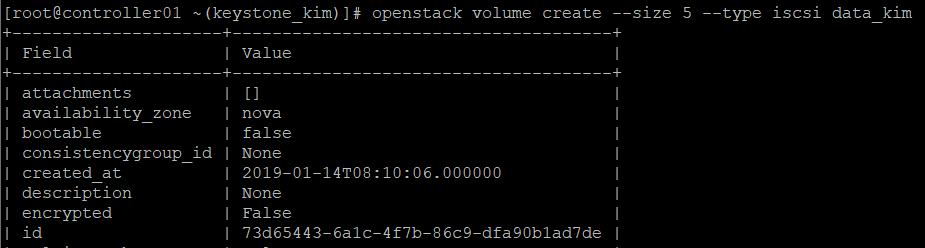 [root@controller01 ~(keystone_kim)]# openstack volume create --size 5 --type iscsi data_kim
+---------------------+--------------------------------------+
| Field | Value |
+---------------------+--------------------------------------+
| attachments | [] |
| availability_zone | nova |
| bootable | false |
| consistencygroup_id | None |
| created_at | 2019-01-14T08:10:06.000000 |
| description | None |
| encrypted | False |
| id | 73d65443-6a1c-4f7b-86c9-dfa90b1ad7de |